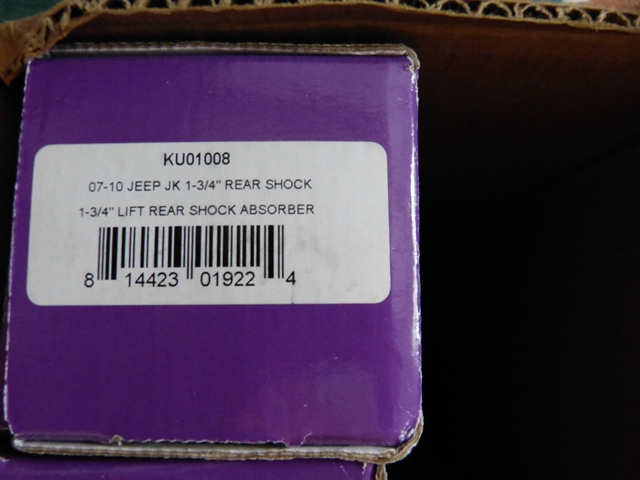 KU01008
07-10 JEEP JK 1-3/4" REAR SHOCK
1-3/4" LIFT REAR SHOCK ABSORBER
8 14423 01922 4